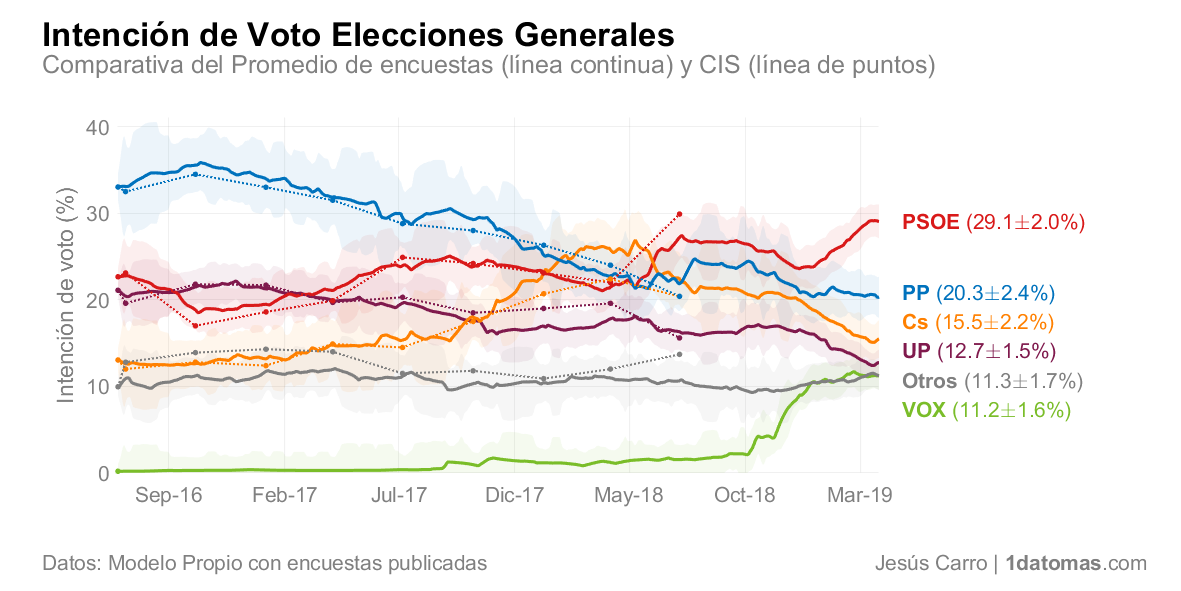 Intención de Voto Elecciones Generales
Comparativa del Promedio de encuestas (línea continua) y CIS (línea de puntos)
Intención de voto (%)
40
30
20
10
0
Sep-16 Feb-17 Jul-17 Dic-17 May-18 Oct-18 Mar-19
PSOE (29.1±2.0%)
PP (20.3±2.4%)
Cs (15.5±2.2%)
UP (12.7±1.5%)
Otros (11.3±1.7%)
VOX (11.2±1.6%)
Datos: Modelo Propio con encuestas publicadas
Jesús Carro | 1datomas.com